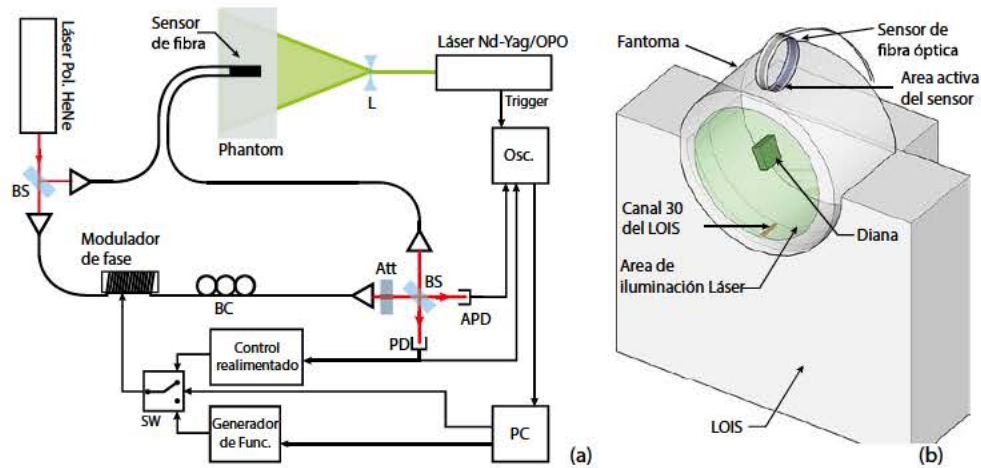 Láser Pol. HeNe
Sensor
de fibra
Phantom
L
Láser Nd-Yag/OPO
Trigger
Osc.
BS
Modulador
de fase
BC
Att
BS
APD
PD
Control
realimentado
SW
Generador
de Func.
PC
(a)
Fantoma
Sensor de
fibra óptica
Area activa
del sensor
Canal 30
del LOIS
Diana
Area de
iluminación Láser
LOIS
(b)